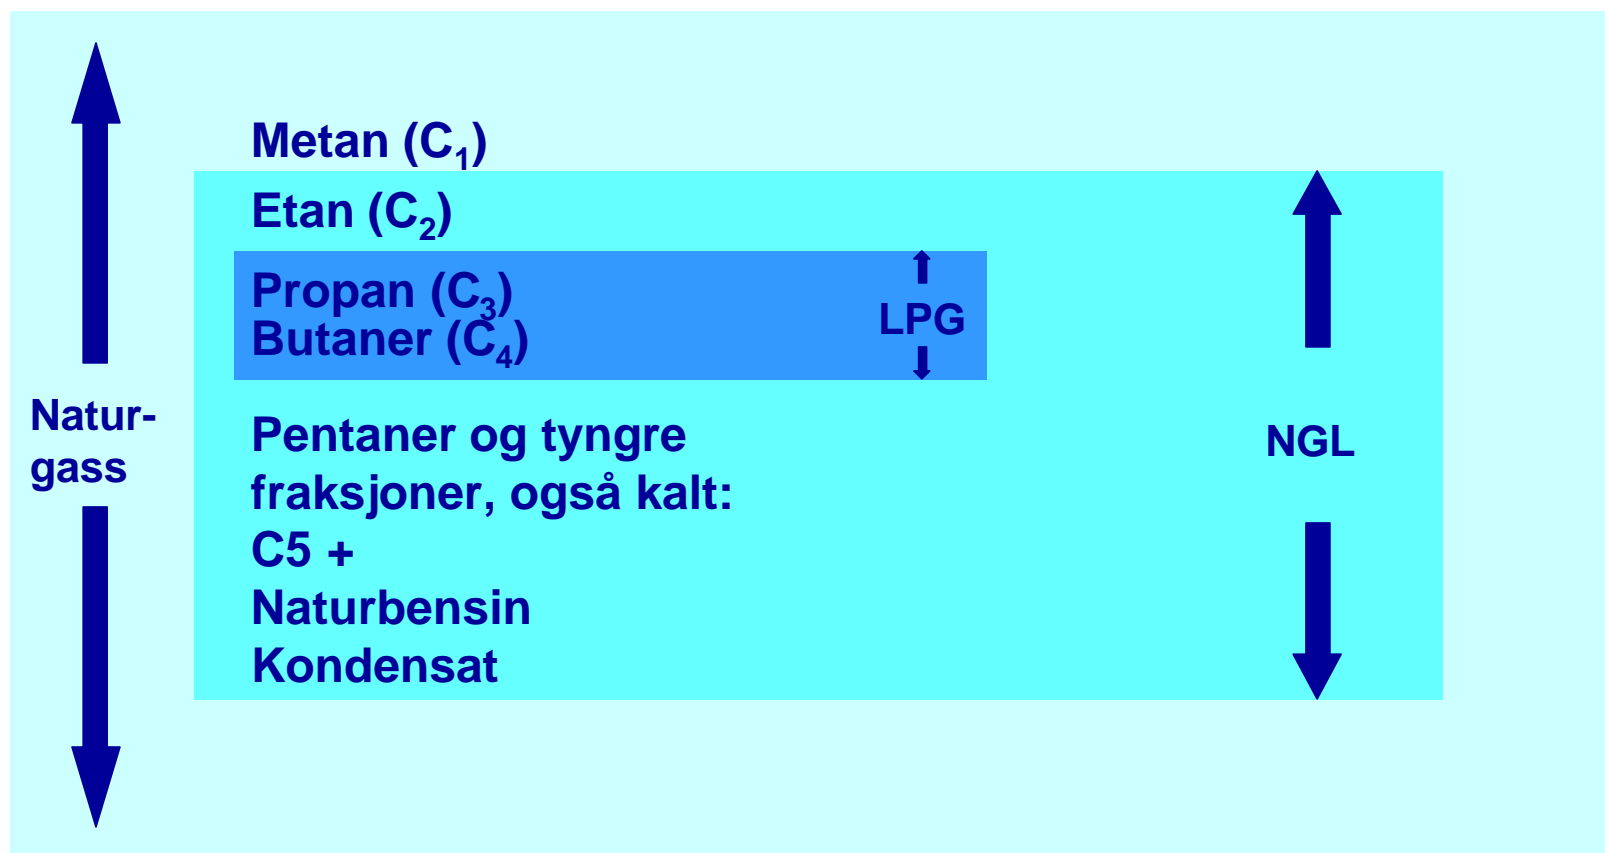 Metan (C₁)
Etan (C₂)
Propan (C₃)
LPG
Butaner (C₄)
Natur-
gass
Pentaner og tyngre
fraksjoner, også kalt:
C5 +
Naturbensin
Kondensat
NGL